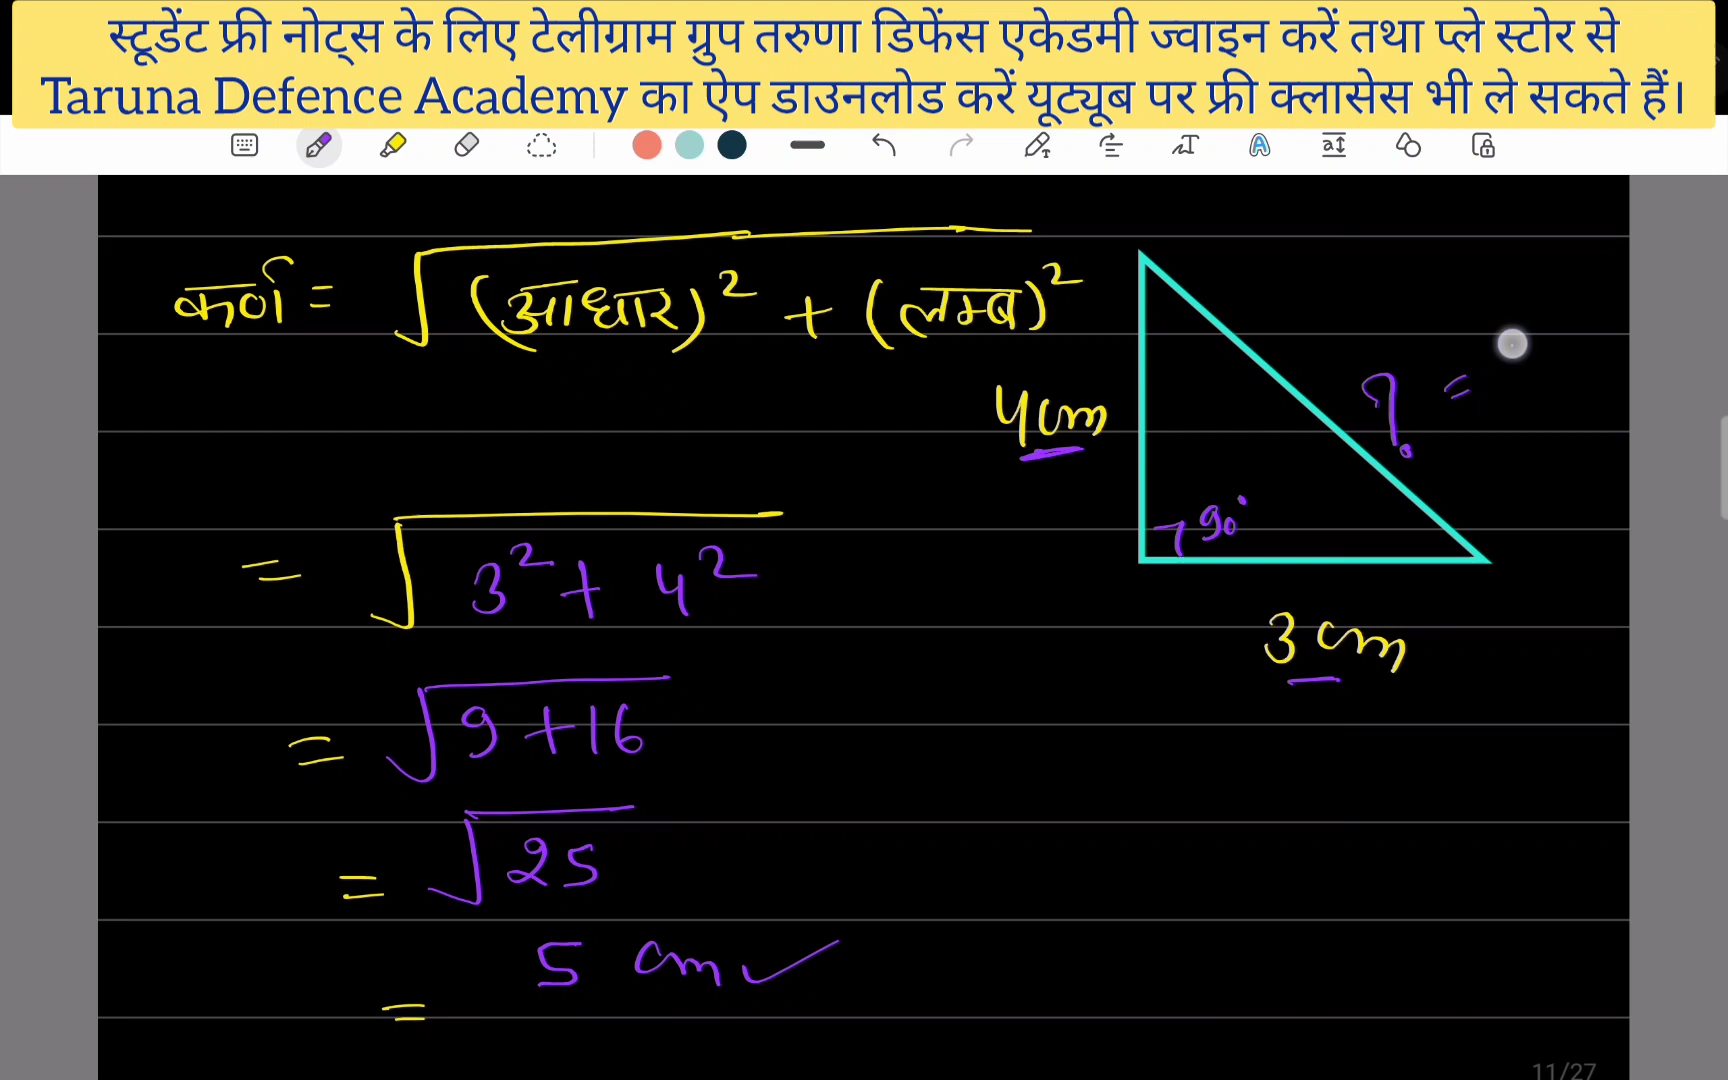 स्टूडेंट फ्री नोट्स के लिए टेलीग्राम ग्रुप तरुणा डिफेंस एकेडमी ज्वाइन करें तथा प्ले स्टोर से
Taruna Defence Academy का ऐप डाउनलोड करें यूट्यूब पर फ्री क्लासेस भी ले सकते हैं।
कर्ण = √(आधार)² + (लम्ब)²
4cm
? =
90°
= √3² + 4²
3 cm
= √9 + 16
= √25
= 5 cm ✓
11/27